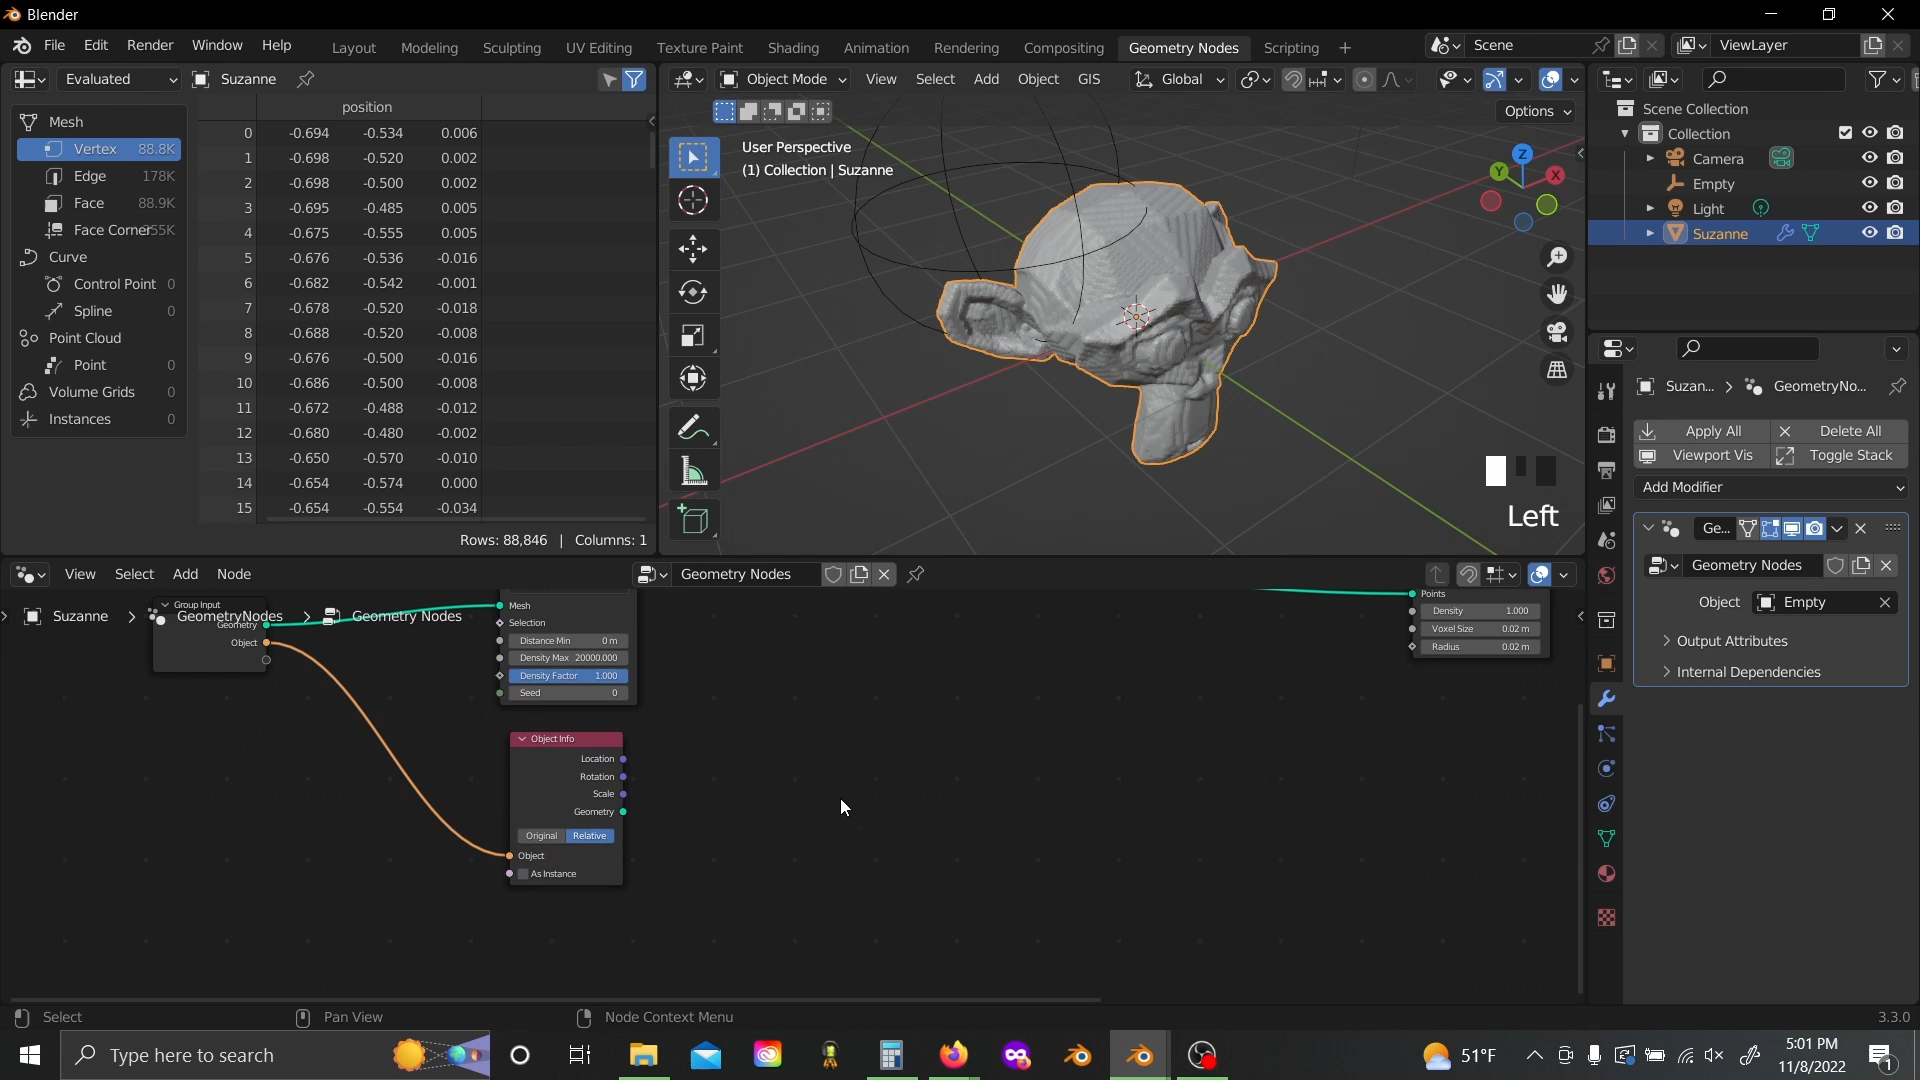 Blender
File Edit Render Window Help
Layout Modeling Sculpting UV Editing Texture Paint Shading Animation Rendering Compositing Geometry Nodes Scripting +
Scene
ViewLayer
Evaluated
Suzanne
position
Mesh
Vertex 88.8K
Edge 178K
Face 88.9K
Face Corner 355K
Curve
Control Point 0
Spline 0
Point Cloud
Point 0
Volume Grids 0
Instances 0
0 -0.694 -0.534 0.006
1 -0.698 -0.520 0.002
2 -0.698 -0.500 0.002
3 -0.695 -0.485 0.005
4 -0.675 -0.555 0.005
5 -0.676 -0.536 -0.016
6 -0.682 -0.542 -0.001
7 -0.678 -0.520 -0.018
8 -0.688 -0.520 -0.008
9 -0.676 -0.500 -0.016
10 -0.686 -0.500 -0.008
11 -0.672 -0.488 -0.012
12 -0.680 -0.480 -0.002
13 -0.650 -0.570 -0.010
14 -0.654 -0.574 0.000
15 -0.654 -0.554 -0.034
Rows: 88,846 | Columns: 1
Object Mode View Select Add Object GIS Global
Options
User Perspective
(1) Collection | Suzanne
Z
Y
X
Left
Scene Collection
Collection
Camera
Empty
Light
Suzanne
Suzan... > GeometryNo...
Apply All Delete All
Viewport Vis Toggle Stack
Add Modifier
Ge...
Geometry Nodes
Object Empty
Output Attributes
Internal Dependencies
View Select Add Node
Geometry Nodes
Suzanne > GeometryNodes > Geometry Nodes
Group Input
Geometry
Object
Mesh
Selection
Distance Min 0 m
Density Max 20000.000
Density Factor 1.000
Seed 0
Object Info
Location
Rotation
Scale
Geometry
Original Relative
Object
As Instance
Points
Density 1.000
Voxel Size 0.02 m
Radius 0.02 m
Select
Pan View
Node Context Menu
3.3.0
Type here to search
51°F
5:01 PM
11/8/2022
1